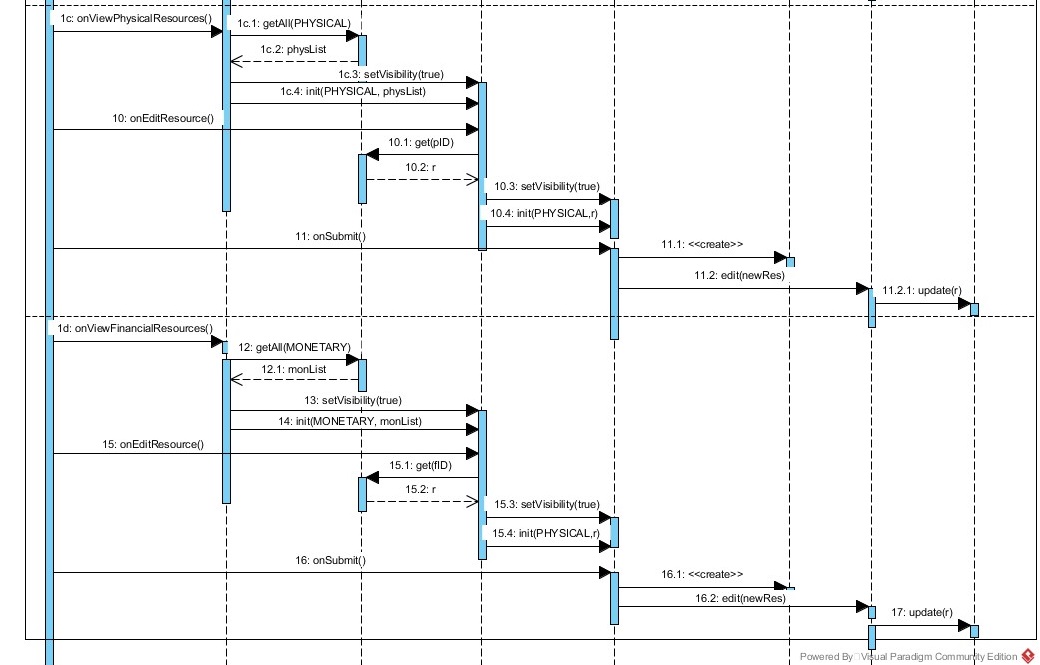 1c: onViewPhysicalResources()
1c.1: getAll(PHYSICAL)
1c.2: physList
1c.3: setVisibility(true)
1c.4: init(PHYSICAL, physList)
10: onEditResource()
10.1: get(pID)
10.2: r
10.3: setVisibility(true)
10.4: init(PHYSICAL,r)
11: onSubmit()
11.1: <<create>>
11.2: edit(newRes)
11.2.1: update(r)
1d: onViewFinancialResources()
12: getAll(MONETARY)
12.1: monList
13: setVisibility(true)
14: init(MONETARY, monList)
15: onEditResource()
15.1: get(fID)
15.2: r
15.3: setVisibility(true)
15.4: init(PHYSICAL,r)
16: onSubmit()
16.1: <<create>>
16.2: edit(newRes)
17: update(r)
Powered By Visual Paradigm Community Edition